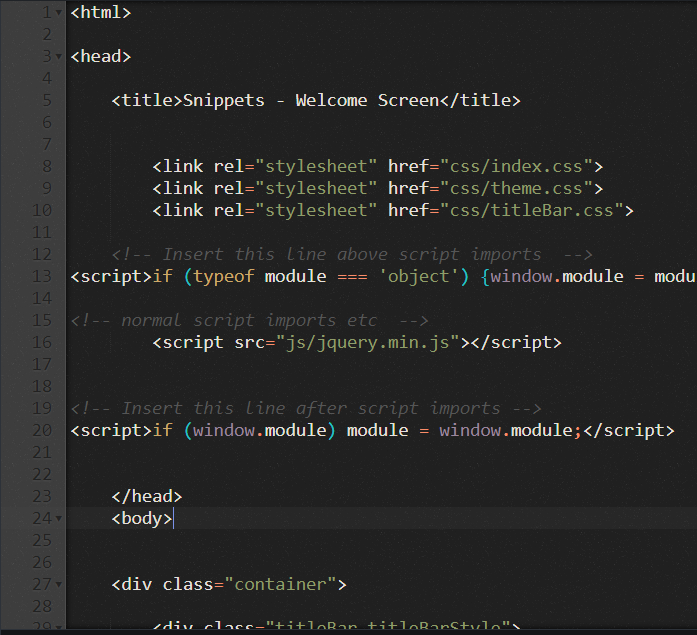 1 <html>
2
3 <head>
4
5 <title>Snippets - Welcome Screen</title>
6
7
8 <link rel="stylesheet" href="css/index.css">
9 <link rel="stylesheet" href="css/theme.css">
10 <link rel="stylesheet" href="css/titleBar.css">
11
12 <!-- Insert this line above script imports  -->
13 <script>if (typeof module === 'object') {window.module = modu
14
15 <!-- normal script imports etc  -->
16 <script src="js/jquery.min.js"></script>
17
18
19 <!-- Insert this line after script imports -->
20 <script>if (window.module) module = window.module;</script>
21
22
23 </head>
24 <body>
25
26
27 <div class="container">
28
29 <div class="titleBar titleBarStyle">